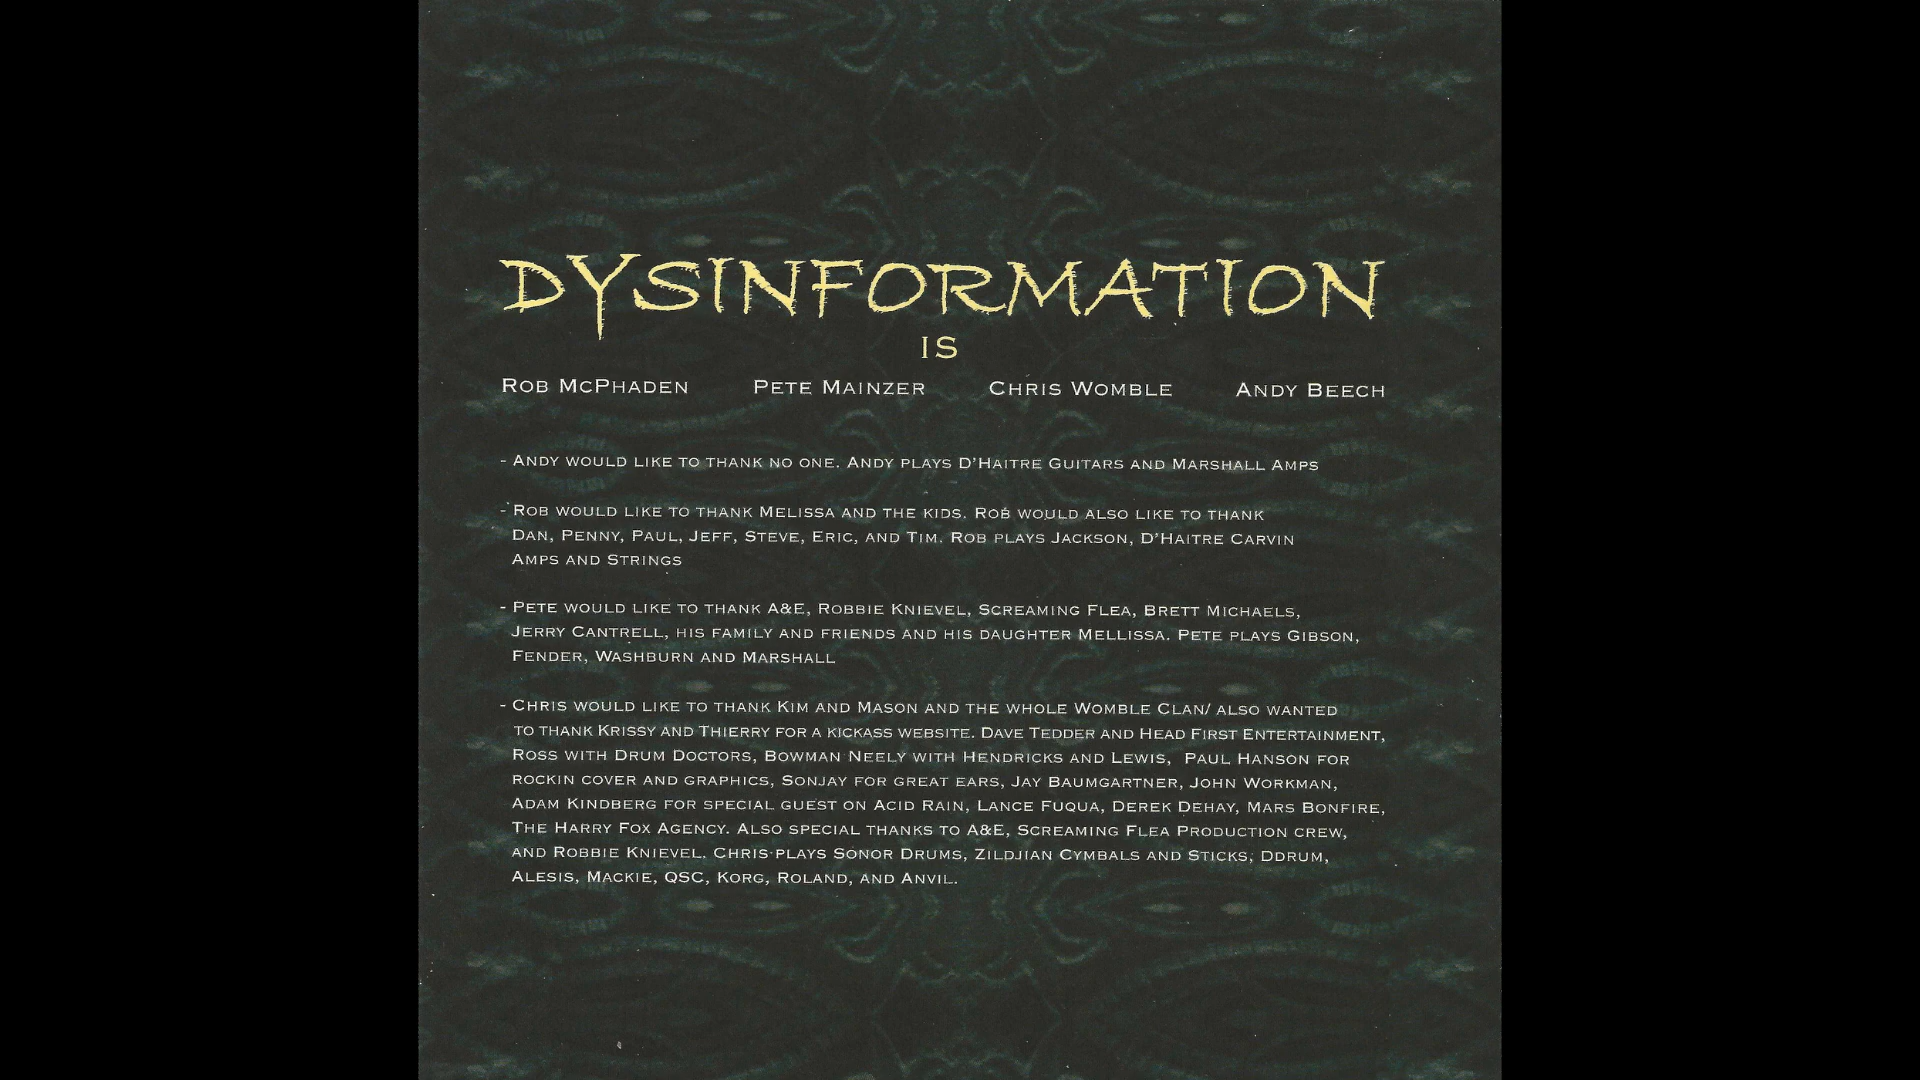 DYSINFORMATION
IS
ROB MCPHADEN PETE MAINZER CHRIS WOMBLE ANDY BEECH
- ANDY WOULD LIKE TO THANK NO ONE. ANDY PLAYS D'HAITRE GUITARS AND MARSHALL AMPS
- ROB WOULD LIKE TO THANK MELISSA AND THE KIDS. ROB WOULD ALSO LIKE TO THANK
DAN, PENNY, PAUL, JEFF, STEVE, ERIC, AND TIM. ROB PLAYS JACKSON, D'HAITRE CARVIN
AMPS AND STRINGS
- PETE WOULD LIKE TO THANK A&E, ROBBIE KNIEVEL, SCREAMING FLEA, BRETT MICHAELS,
JERRY CANTRELL, HIS FAMILY AND FRIENDS AND HIS DAUGHTER MELLISSA. PETE PLAYS GIBSON,
FENDER, WASHBURN AND MARSHALL
- CHRIS WOULD LIKE TO THANK KIM AND MASON AND THE WHOLE WOMBLE CLAN/ ALSO WANTED
TO THANK KRISSY AND THIERRY FOR A KICKASS WEBSITE. DAVE TEDDER AND HEAD FIRST ENTERTAINMENT,
ROSS WITH DRUM DOCTORS, BOWMAN NEELY WITH HENDRICKS AND LEWIS, PAUL HANSON FOR
ROCKIN COVER AND GRAPHICS, SONJAY FOR GREAT EARS, JAY BAUMGARTNER, JOHN WORKMAN,
ADAM KINDBERG FOR SPECIAL GUEST ON ACID RAIN, LANCE FUQUA, DEREK DEHAY, MARS BONFIRE,
THE HARRY FOX AGENCY. ALSO SPECIAL THANKS TO A&E, SCREAMING FLEA PRODUCTION CREW,
AND ROBBIE KNIEVEL. CHRIS PLAYS SONOR DRUMS, ZILDJIAN CYMBALS AND STICKS, DDRUM,
ALESIS, MACKIE, QSC, KORG, ROLAND, AND ANVIL.